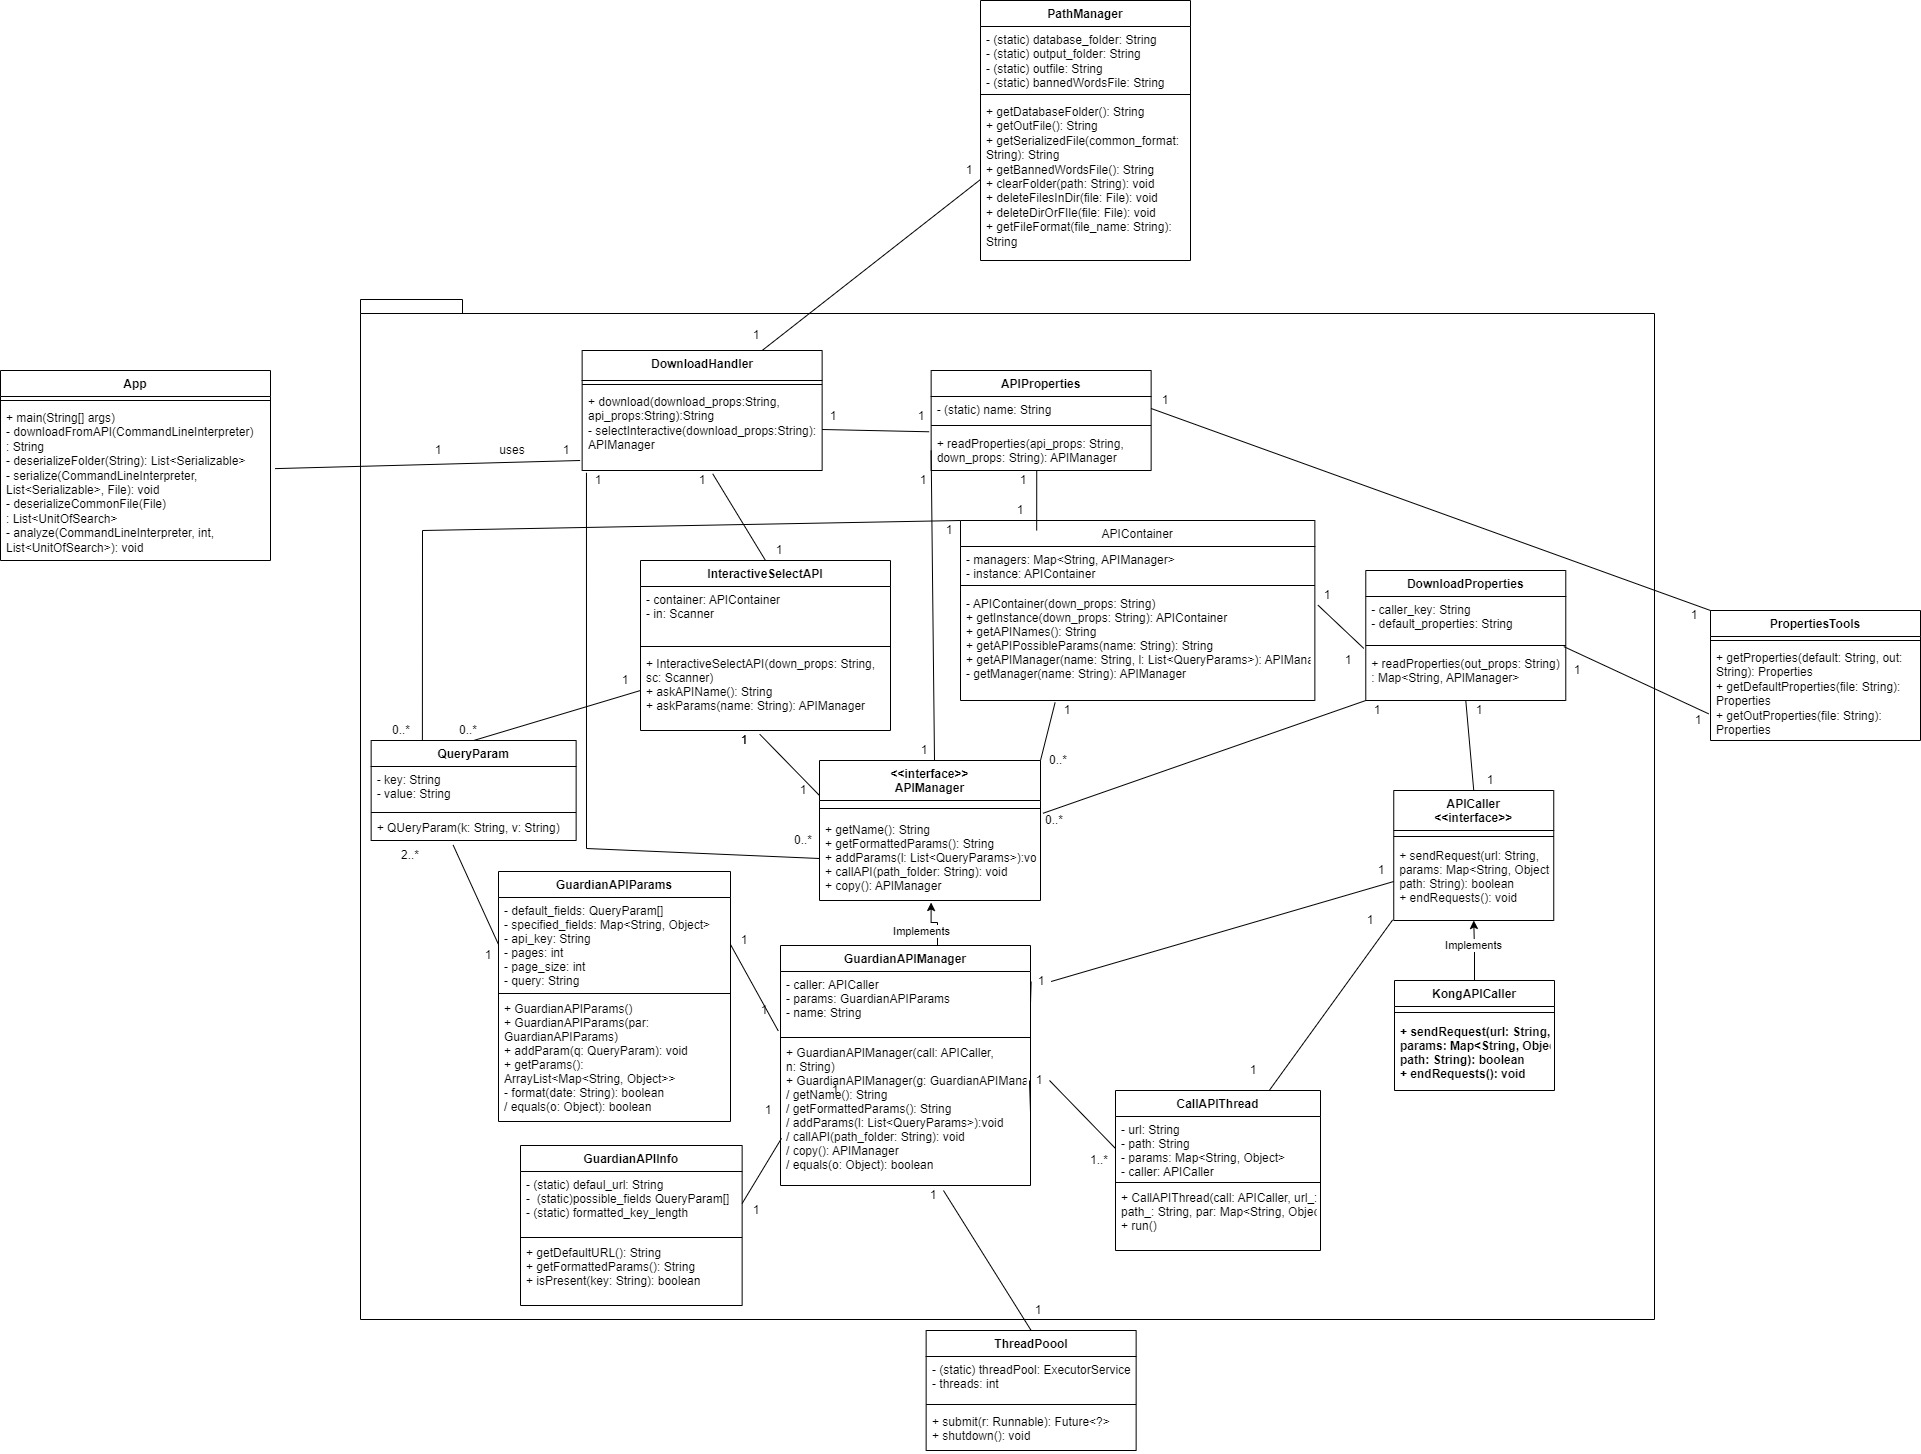 PathManager
- (static) database_folder: String
- (static) output_folder: String
- (static) outfile: String
- (static) bannedWordsFile: String
+ getDatabaseFolder(): String
+ getOutFile(): String
+ getSerializedFile(common_format:
String): String
+ getBannedWordsFile(): String
+ clearFolder(path: String): void
+ deleteFilesInDir(file: File): void
+ deleteDirOrFIle(file: File): void
+ getFileFormat(file_name: String):
String
1
1
App
+ main(String[] args)
- downloadFromAPI(CommandLineInterpreter)
: String
- deserializeFolder(String): List<Serializable>
- serialize(CommandLineInterpreter,
List<Serializable>, File): void
- deserializeCommonFile(File)
: List<UnitOfSearch>
- analyze(CommandLineInterpreter, int,
List<UnitOfSearch>): void
1
uses
1
DownloadHandler
+ download(download_props:String,
api_props:String):String
- selectInteractive(download_props:String):
APIManager
1
1
1
1
APIProperties
- (static) name: String
+ readProperties(api_props: String,
down_props: String): APIManager
1
1
1
1
1
APIContainer
- managers: Map<String, APIManager>
- instance: APIContainer
- APIContainer(down_props: String)
+ getInstance(down_props: String): APIContainer
+ getAPINames(): String
+ getAPIPossibleParams(name: String): String
+ getAPIManager(name: String, l: List<QueryParams>): APIMana
- getManager(name: String): APIManager
1
1
1
0..*
InteractiveSelectAPI
- container: APIContainer
- in: Scanner
+ InteractiveSelectAPI(down_props: String,
sc: Scanner)
+ askAPIName(): String
+ askParams(name: String): APIManager
1
1
1
1
DownloadProperties
- caller_key: String
- default_properties: String
+ readProperties(out_props: String)
: Map<String, APIManager>
1
1
1
PropertiesTools
+ getProperties(default: String, out:
String): Properties
+ getDefaultProperties(file: String):
Properties
+ getOutProperties(file: String):
Properties
1
1
0..*
0..*
QueryParam
- key: String
- value: String
+ QUeryParam(k: String, v: String)
2..*
1
<<interface>>
APIManager
+ getName(): String
+ getFormattedParams(): String
+ addParams(l: List<QueryParams>):vo
+ callAPI(path_folder: String): void
+ copy(): APIManager
0..*
0..*
1
APICaller
<<interface>>
+ sendRequest(url: String,
params: Map<String, Object
path: String): boolean
+ endRequests(): void
1
1
Implements
Implements
GuardianAPIParams
- default_fields: QueryParam[]
- specified_fields: Map<String, Object>
- api_key: String
- pages: int
- page_size: int
- query: String
+ GuardianAPIParams()
+ GuardianAPIParams(par:
GuardianAPIParams)
+ addParam(q: QueryParam): void
+ getParams():
ArrayList<Map<String, Object>>
- format(date: String): boolean
/ equals(o: Object): boolean
1
1
1
GuardianAPIManager
- caller: APICaller
- params: GuardianAPIParams
- name: String
+ GuardianAPIManager(call: APICaller,
n: String)
+ GuardianAPIManager(g: GuardianAPIMana
/ getName(): String
/ getFormattedParams(): String
/ addParams(l: List<QueryParams>):void
/ callAPI(path_folder: String): void
/ copy(): APIManager
/ equals(o: Object): boolean
1
1
1
1
1
KongAPICaller
+ sendRequest(url: String,
params: Map<String, Obje
path: String): boolean
+ endRequests(): void
1
CallAPIThread
- url: String
- path: String
- params: Map<String, Object>
- caller: APICaller
+ CallAPIThread(call: APICaller, url_:
path_: String, par: Map<String, Objec
+ run()
1..*
GuardianAPIInfo
- (static) defaul_url: String
- (static)possible_fields QueryParam[]
- (static) formatted_key_length
+ getDefaultURL(): String
+ getFormattedParams(): String
+ isPresent(key: String): boolean
1
1
ThreadPoool
- (static) threadPool: ExecutorService
- threads: int
+ submit(r: Runnable): Future<?>
+ shutdown(): void